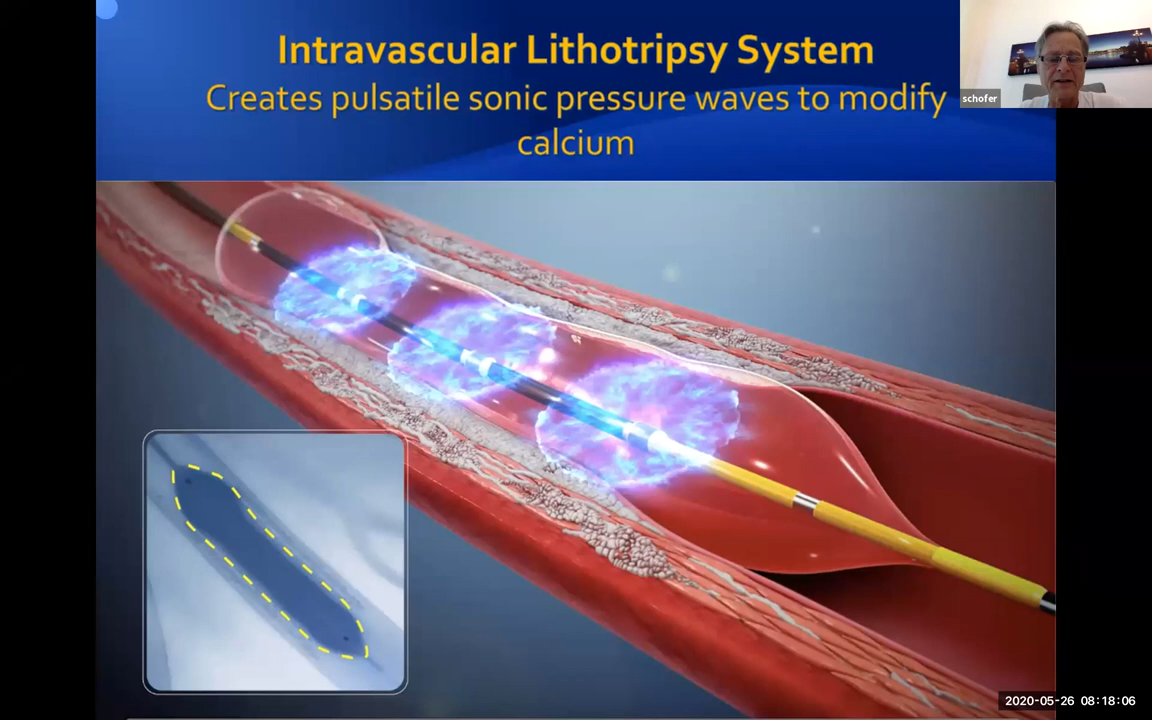 Intravascular Lithotripsy System
Creates pulsatile sonic pressure waves to modify
calcium
schofer
2020-05-26 08:18:06